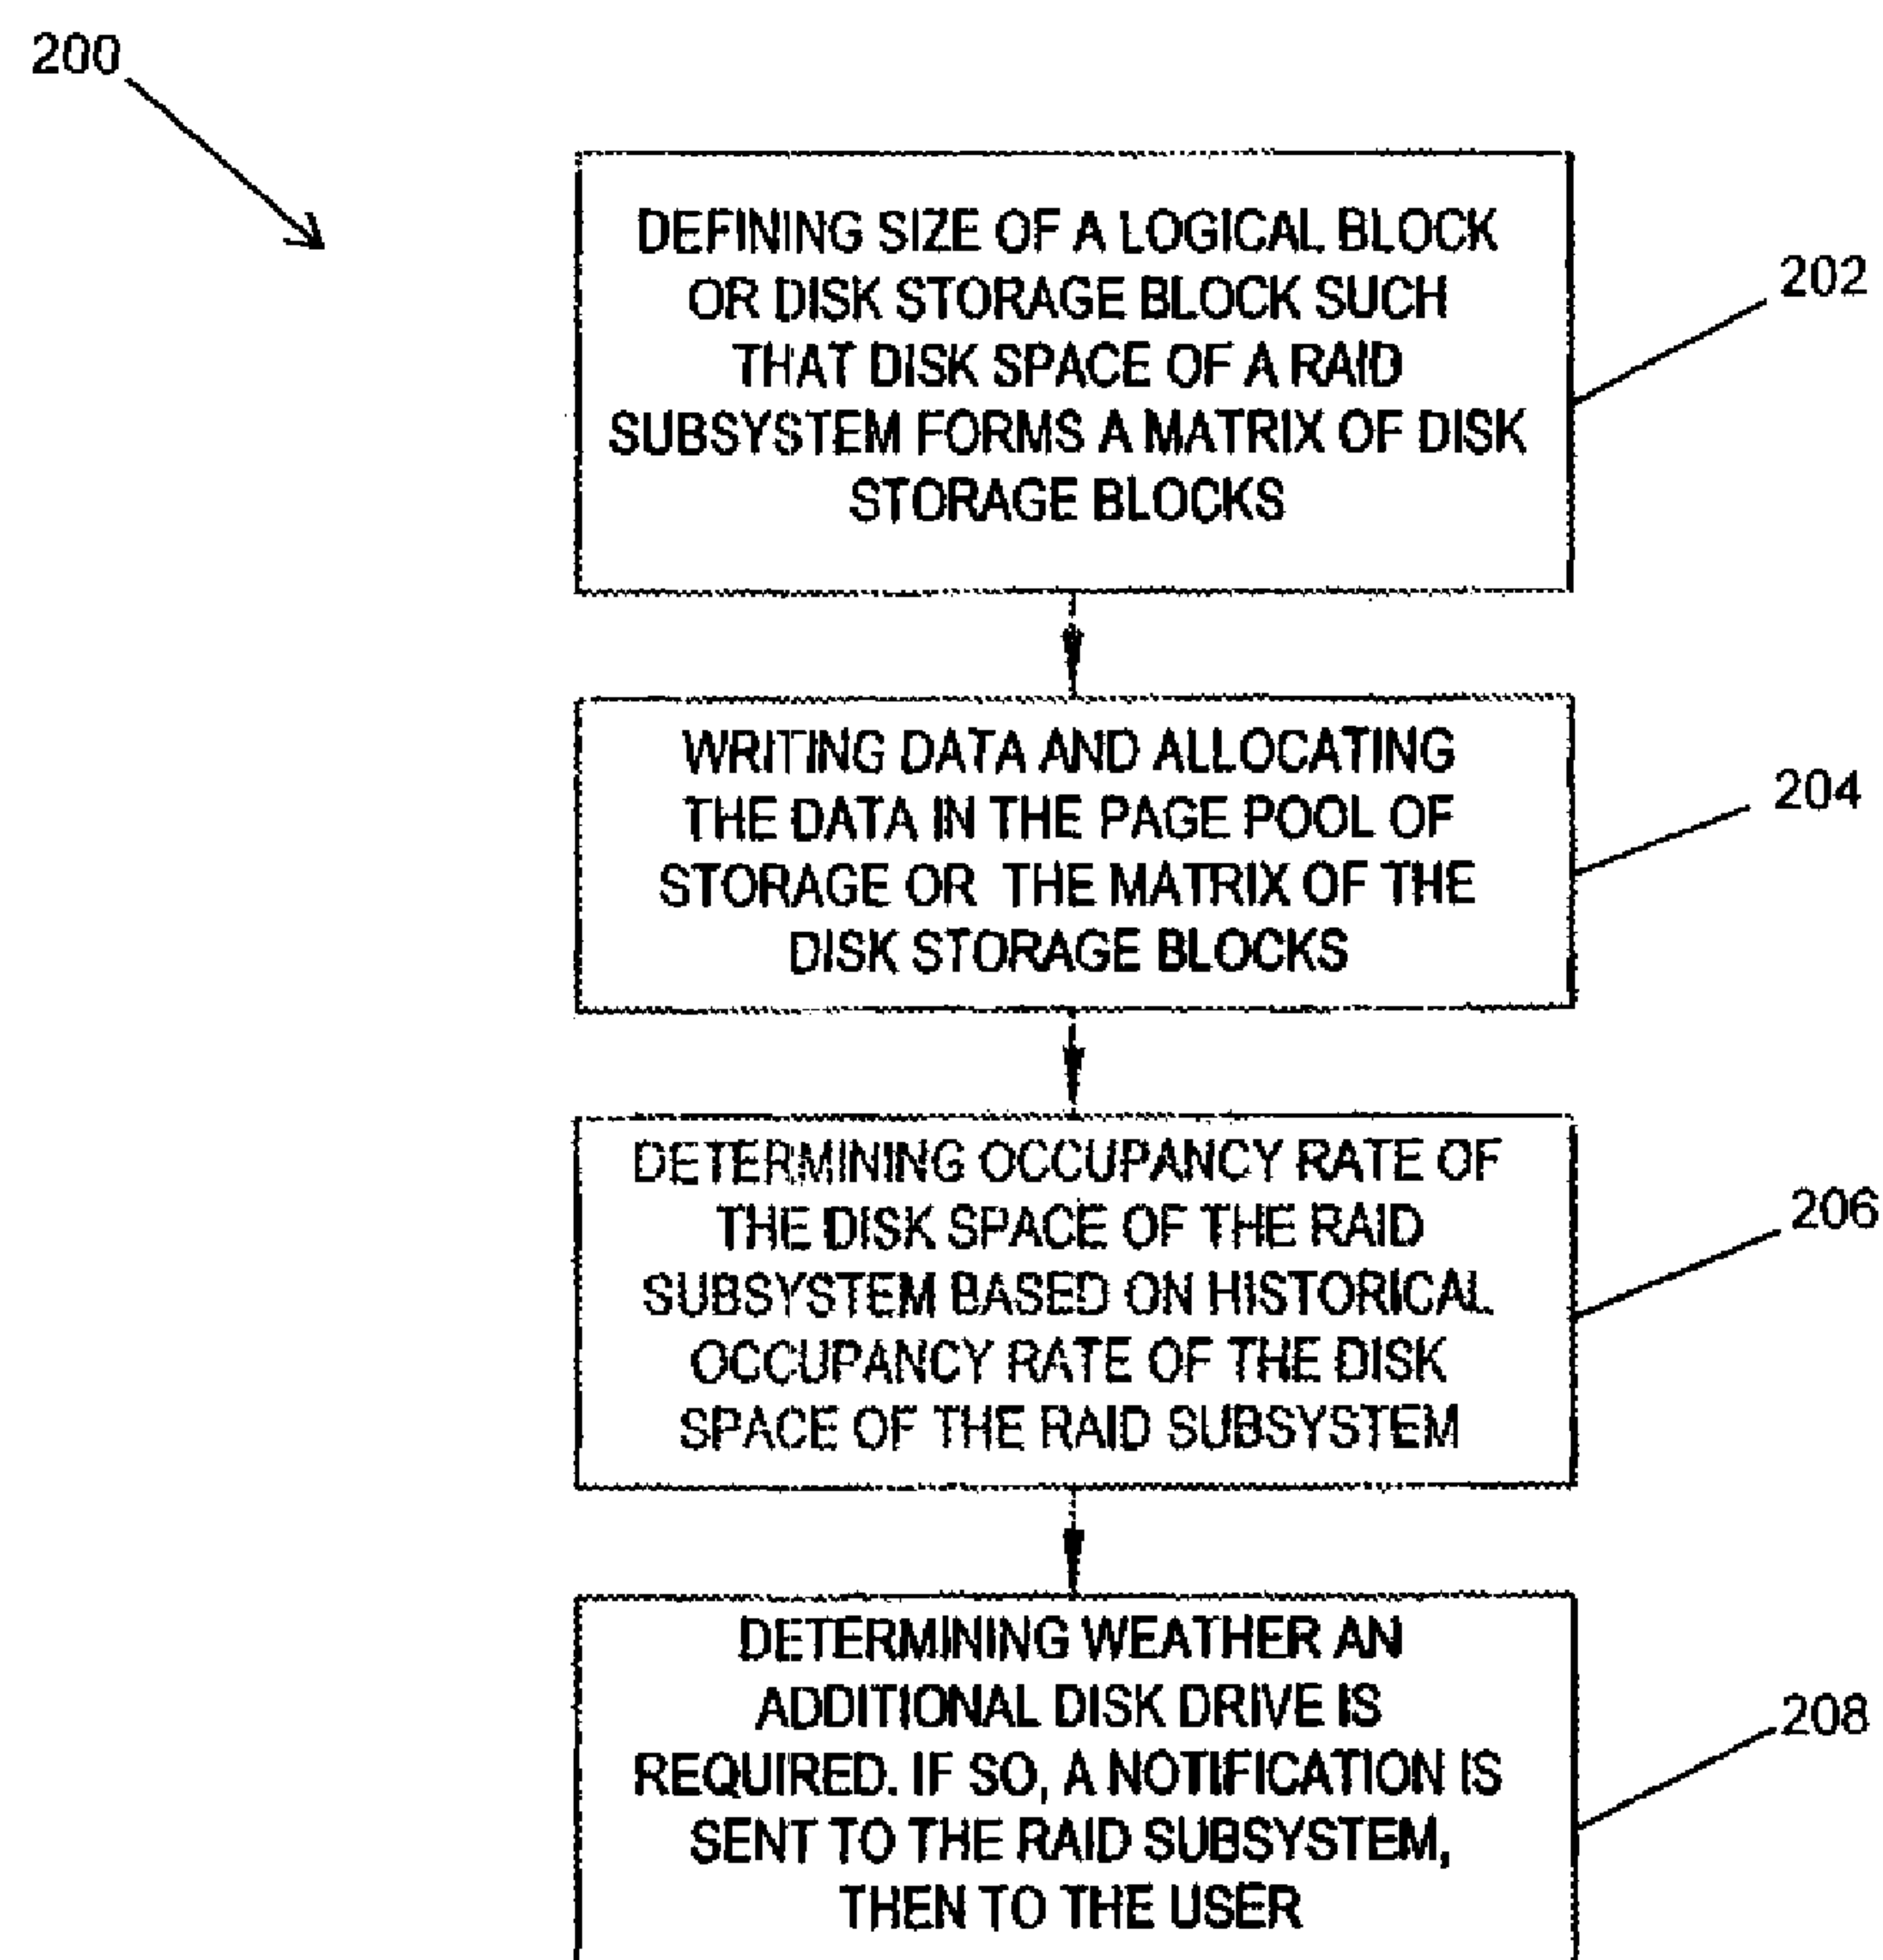 200
DEFINING SIZE OF A LOGICAL BLOCK
OR DISK STORAGE BLOCK SUCH
THAT DISK SPACE OF A RAID
SUBSYSTEM FORMS A MATRIX OF DISK
STORAGE BLOCKS
202
WRITING DATA AND ALLOCATING
THE DATA IN THE PAGE POOL OF
STORAGE OR THE MATRIX OF THE
DISK STORAGE BLOCKS
204
DETERMINING OCCUPANCY RATE OF
THE DISK SPACE OF THE RAID
SUBSYSTEM BASED ON HISTORICAL
OCCUPANCY RATE OF THE DISK
SPACE OF THE RAID SUBSYSTEM
206
DETERMINING WEATHER AN
ADDITIONAL DISK DRIVE IS
REQUIRED. IF SO, A NOTIFICATION IS
SENT TO THE RAID SUBSYSTEM,
THEN TO THE USER
208